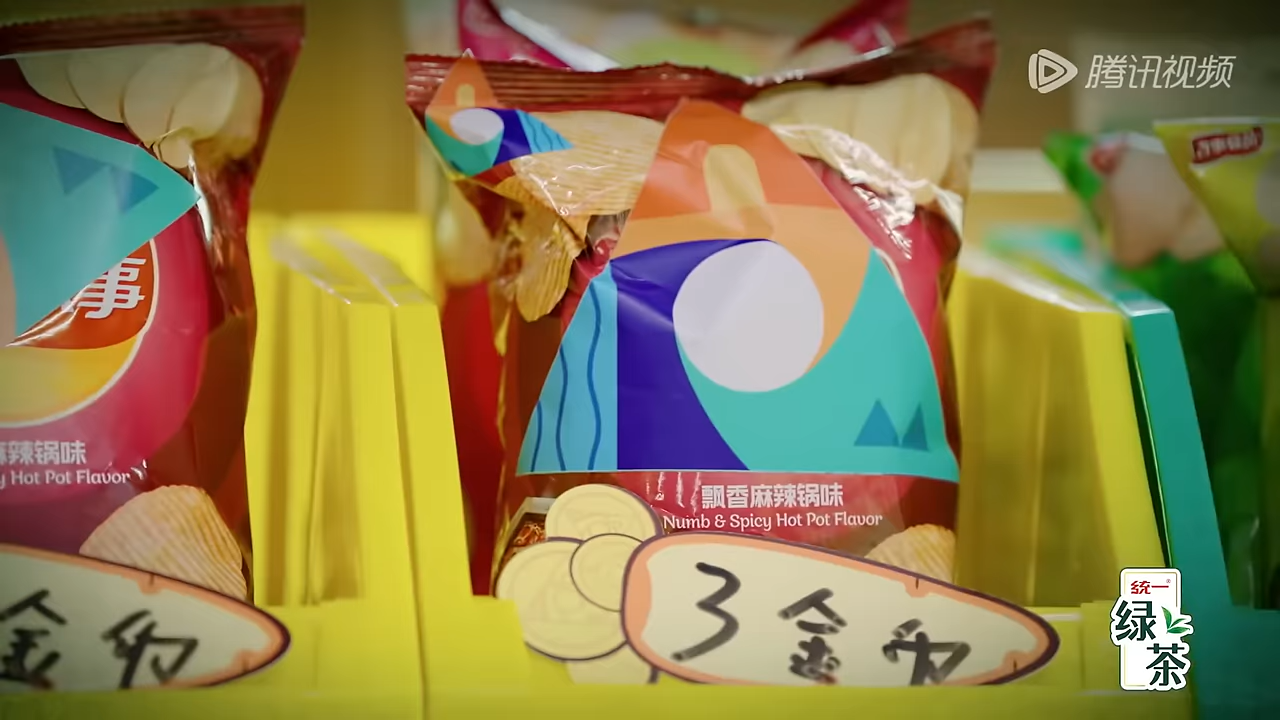 腾讯视频
事
麻辣锅味
y Hot Pot Flavor
飘香麻辣锅味
Numb & Spicy Hot Pot Flavor
金币
3金币
统一
绿茶